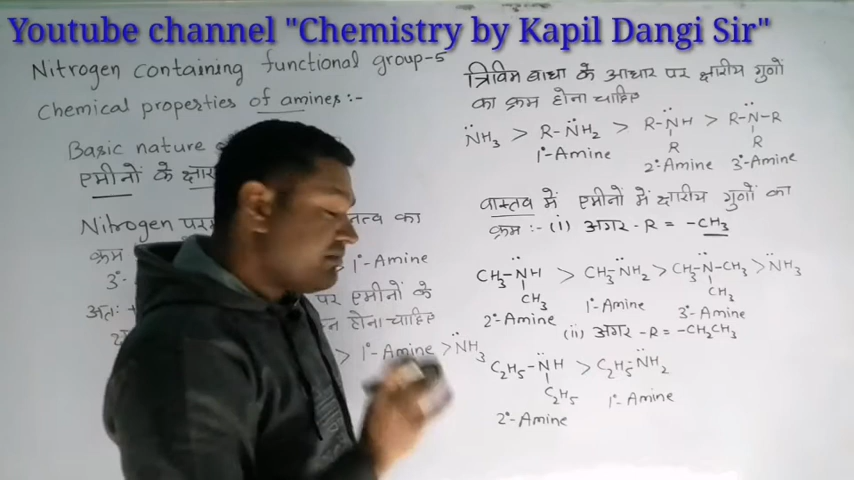 Youtube channel "Chemistry by Kapil Dangi Sir"
Nitrogen containing functional group-5
Chemical properties of amines:-
Basic nature
एमीनों के
Nitrogen
क्रम
1°-Amine
3°-
अतः
पर एमीनों के
होना चाहिए
> 1°-Amine > N̈H₃
त्रिविम बाधा के आधार पर क्षारीय गुणों
का क्रम होना चाहिए
N̈H₃ > R-N̈H₂ > R-N̈H > R-N̈-R
R R
1°-Amine 2°-Amine 3°-Amine
वास्तव में एमीनों में क्षारीय गुणों का
क्रम :- (i) अगर -R = -CH₃
CH₃-N̈H > CH₃-N̈H₂ > CH₃-N̈-CH₃ > N̈H₃
CH₃ CH₃
2°-Amine 1°-Amine 3°-Amine
(ii) अगर -R = -CH₂CH₃
C₂H₅-N̈H > C₂H₅-N̈H₂
C₂H₅
2°-Amine 1°-Amine